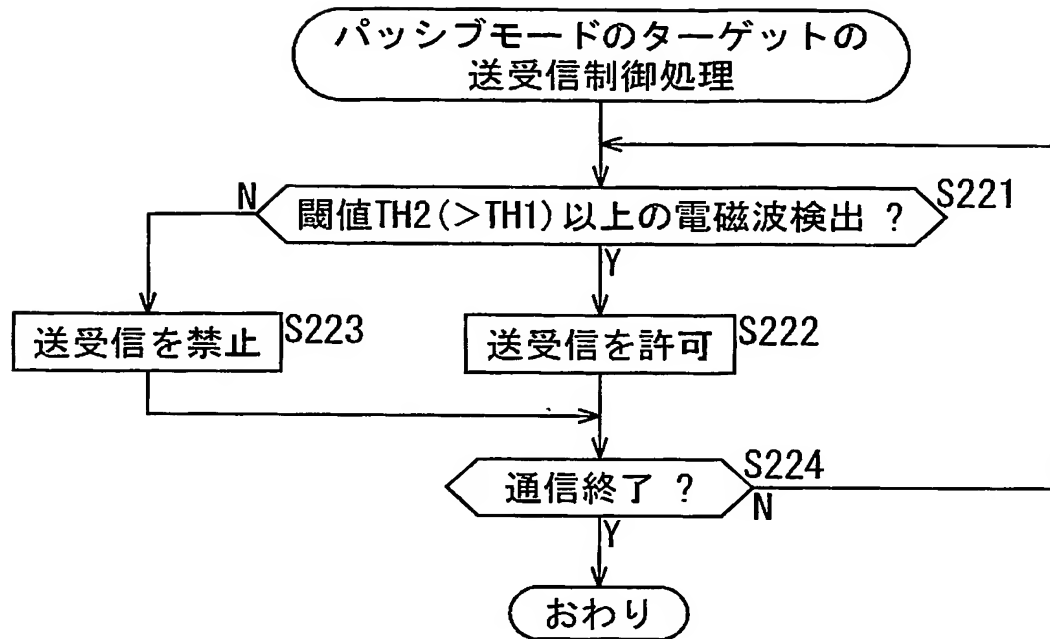 パッシブモードのターゲットの
送受信制御処理
N
閾値TH2(>TH1)以上の電磁波検出 ?
S221
Y
送受信を禁止
S223
送受信を許可
S222
通信終了 ?
S224
N
Y
おわり